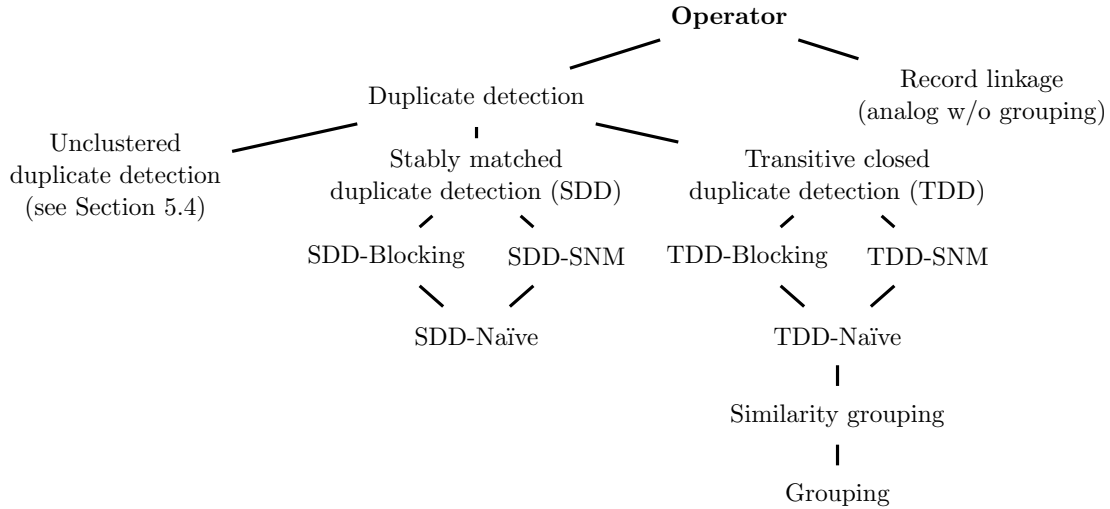 Operator
Duplicate detection
Record linkage
(analog w/o grouping)
Unclustered
duplicate detection
(see Section 5.4)
Stably matched
duplicate detection (SDD)
Transitive closed
duplicate detection (TDD)
SDD-Blocking
SDD-SNM
TDD-Blocking
TDD-SNM
SDD-Naïve
TDD-Naïve
Similarity grouping
Grouping